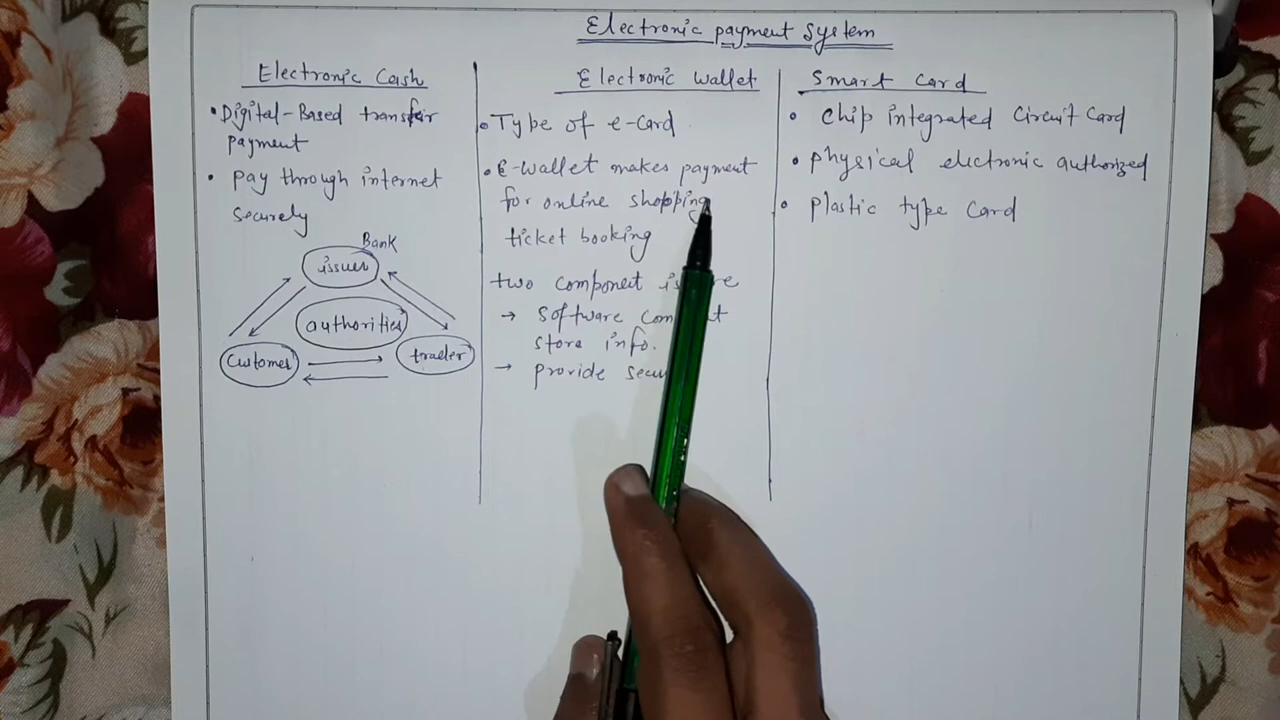 Electronic payment System
Electronic Cash
• Digital-Based transfer
payment
• pay through internet
securely
Bank
issuer
authorities
Customer
trader
Electronic Wallet
• Type of e-Card
• E-wallet makes payment
for online shopping
ticket booking
two component
→ Software
store info.
→ provide
Smart Card
• chip integrated Circuit Card
• physical electronic authorized
• plastic type Card